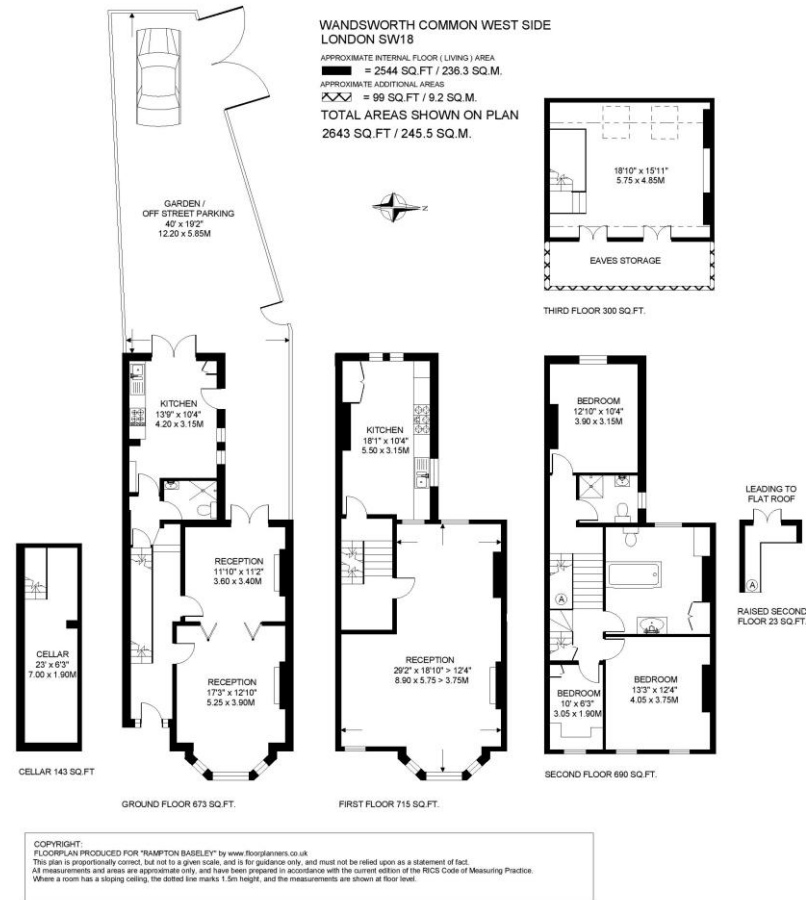 WANDSWORTH COMMON WEST SIDE
LONDON SW18
APPROXIMATE INTERNAL FLOOR ( LIVING ) AREA
= 2544 SQ.FT / 236.3 SQ.M.
APPROXIMATE ADDITIONAL AREAS
= 99 SQ.FT / 9.2 SQ.M.
TOTAL AREAS SHOWN ON PLAN
2643 SQ.FT / 245.5 SQ.M.
N
GARDEN /
OFF STREET PARKING
40' x 19'2"
12.20 x 5.85M
18'10" x 15'11"
5.75 x 4.85M
EAVES STORAGE
THIRD FLOOR 300 SQ.FT.
KITCHEN
13'9" x 10'4"
4.20 x 3.15M
RECEPTION
11'10" x 11'2"
3.60 x 3.40M
RECEPTION
17'3" x 12'10"
5.25 x 3.90M
GROUND FLOOR 673 SQ.FT.
CELLAR
23' x 6'3"
7.00 x 1.90M
CELLAR 143 SQ.FT
KITCHEN
18'1" x 10'4"
5.50 x 3.15M
RECEPTION
29'2" x 18'10" > 12'4"
8.90 x 5.75 > 3.75M
FIRST FLOOR 715 SQ.FT.
BEDROOM
12'10" x 10'4"
3.90 x 3.15M
A
BEDROOM
10' x 6'3"
3.05 x 1.90M
BEDROOM
13'3" x 12'4"
4.05 x 3.75M
SECOND FLOOR 690 SQ.FT.
LEADING TO
FLAT ROOF
A
RAISED SECOND
FLOOR 23 SQ.FT.
COPYRIGHT:
FLOORPLAN PRODUCED FOR "RAMPTON BASELEY" by www.floorplanners.co.uk
This plan is proportionally correct, but not to a given scale, and is for guidance only, and must not be relied upon as a statement of fact.
All measurements and areas are approximate only, and have been prepared in accordance with the current edition of the RICS Code of Measuring Practice.
Where a room has a sloping ceiling, the dotted line marks 1.5m height, and the measurements are shown at floor level.